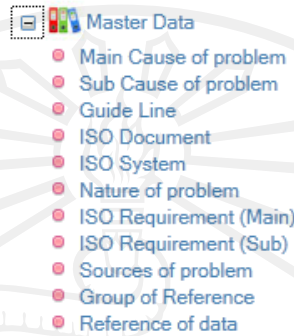 Master Data
Main Cause of problem
Sub Cause of problem
Guide Line
ISO Document
ISO System
Nature of problem
ISO Requirement (Main)
ISO Requirement (Sub)
Sources of problem
Group of Reference
Reference of data